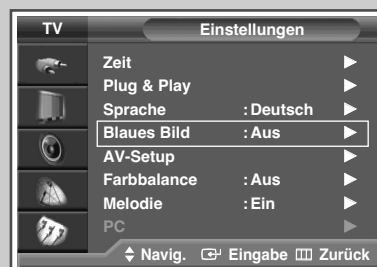 TV Einstellungen
Zeit
Plug & Play
Sprache : Deutsch
Blaues Bild : Aus
AV-Setup
Farbbalance : Aus
Melodie : Ein
PC
Navig. Eingabe Zurück